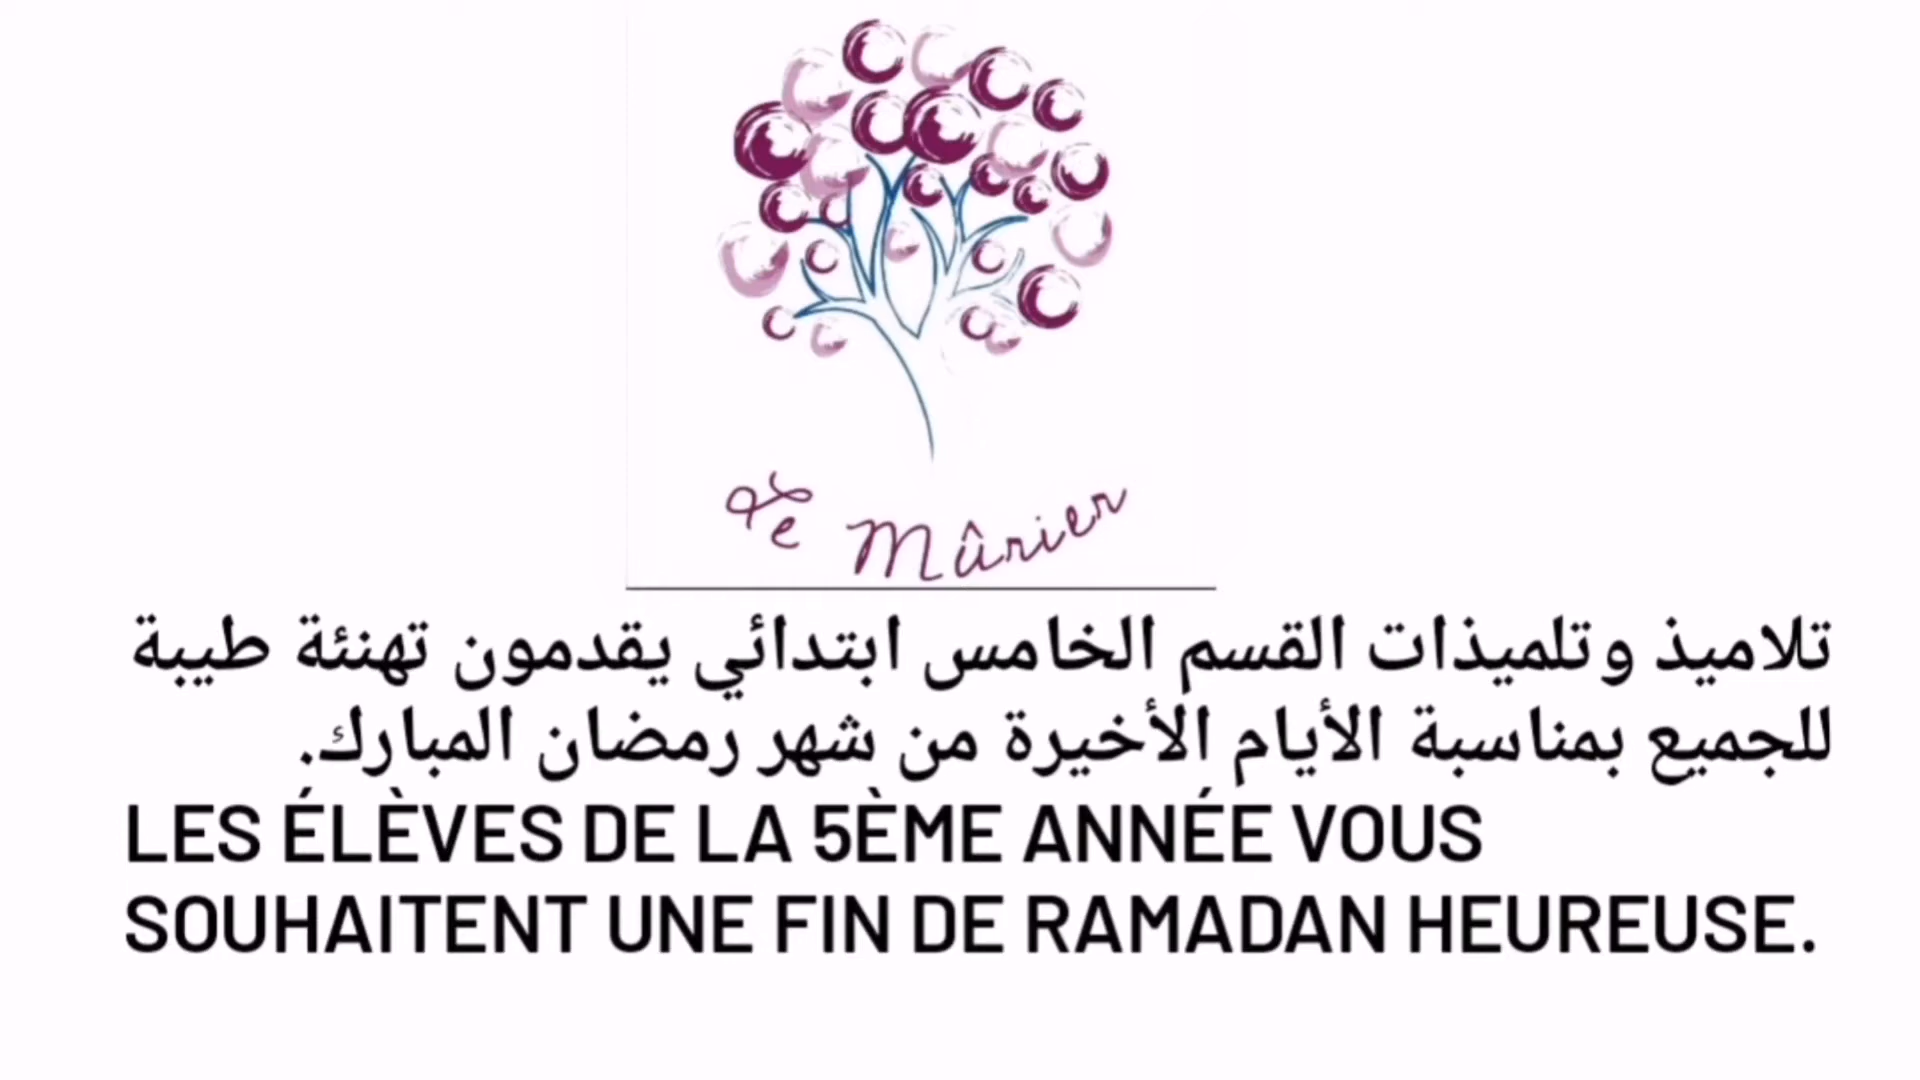 Le Mûrier
تلاميذ وتلميذات القسم الخامس ابتدائي يقدمون تهنئة طيبة
للجميع بمناسبة الأيام الأخيرة من شهر رمضان المبارك.
LES ÉLÈVES DE LA 5ÈME ANNÉE VOUS
SOUHAITENT UNE FIN DE RAMADAN HEUREUSE.